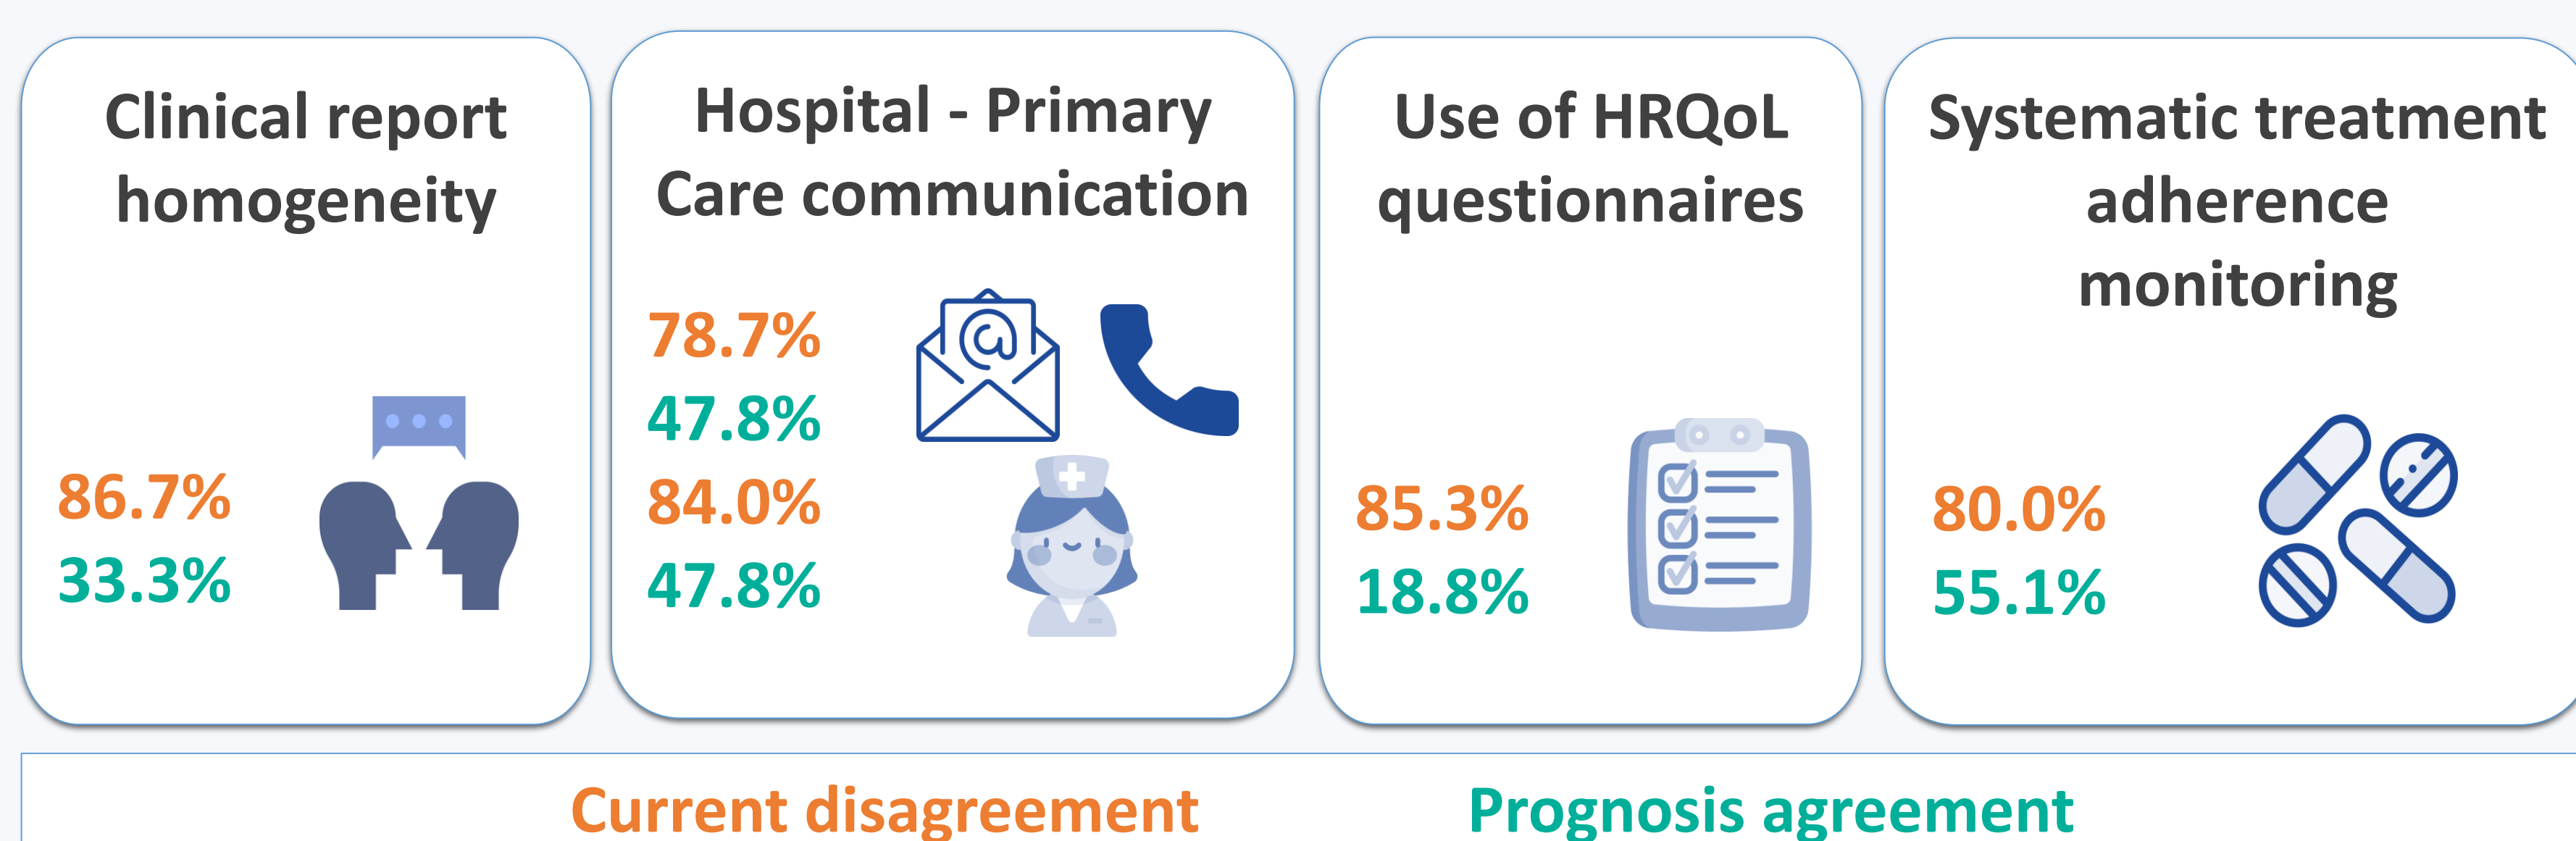 Clinical report
homogeneity
86.7%
33.3%
Hospital - Primary
Care communication
78.7%
47.8%
84.0%
47.8%
Use of HRQoL
questionnaires
85.3%
18.8%
Systematic treatment
adherence
monitoring
80.0%
55.1%
Current disagreement
Prognosis agreement